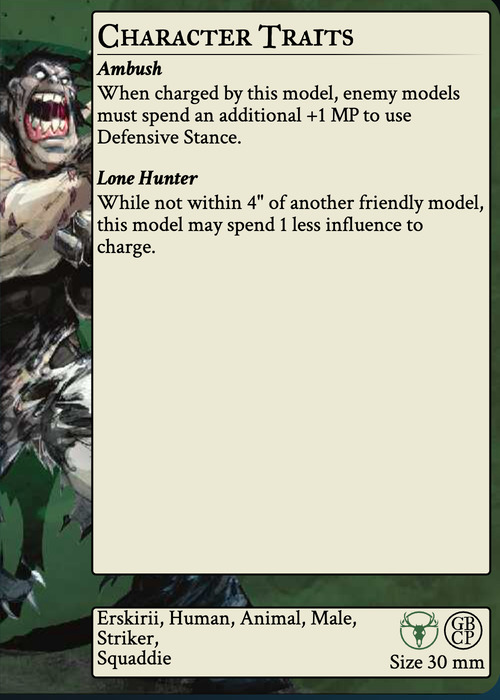 Character Traits
Ambush
When charged by this model, enemy models
must spend an additional +1 MP to use
Defensive Stance.
Lone Hunter
While not within 4" of another friendly model,
this model may spend 1 less influence to
charge.
Erskirii, Human, Animal, Male,
Striker,
Squaddie
GB
CP
Size 30 mm